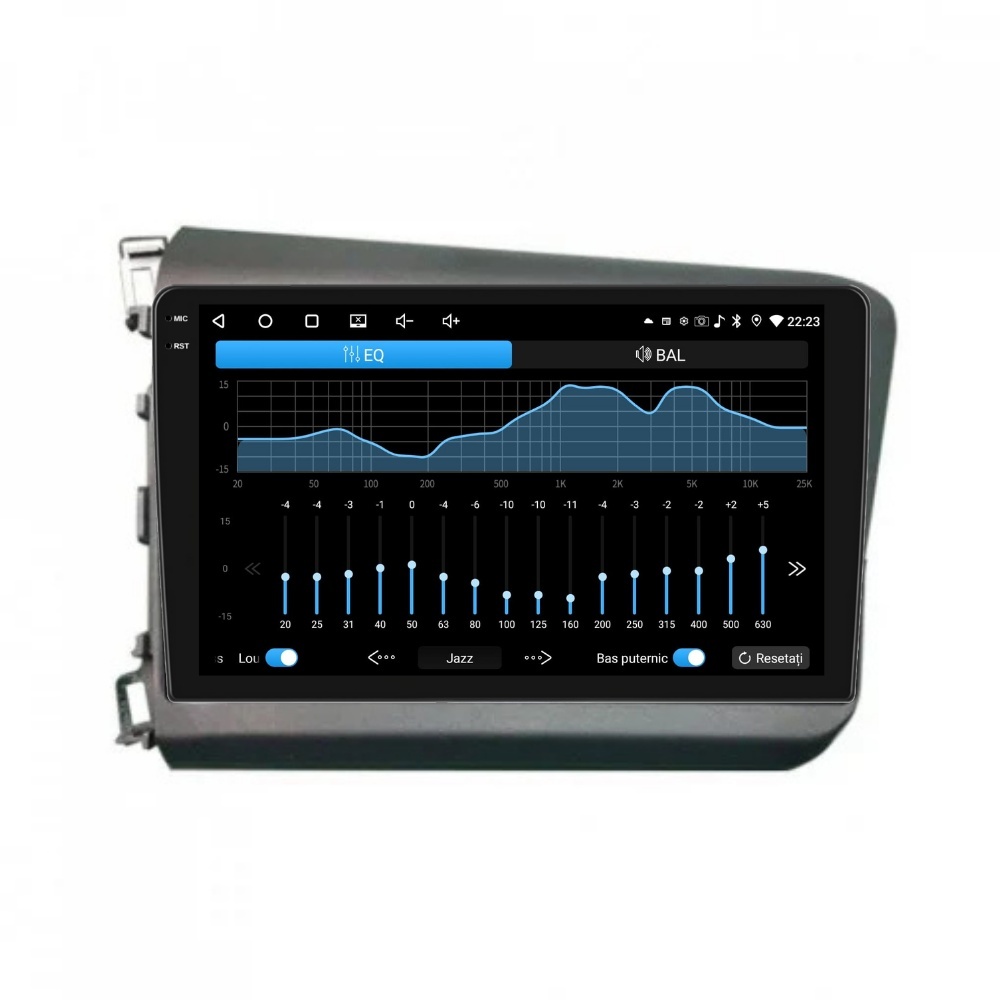 MIC
22:23
RST
EQ
BAL
15
0
-15
20 50 100 200 500 1K 2K 5K 10K 25K
-4 -4 -3 -1 0 -4 -6 -10 -10 -11 -4 -3 -2 -2 +2 +5
15
0
-15
20 25 31 40 50 63 80 100 125 160 200 250 315 400 500 630
s Lou Jazz Bas puternic Resetați